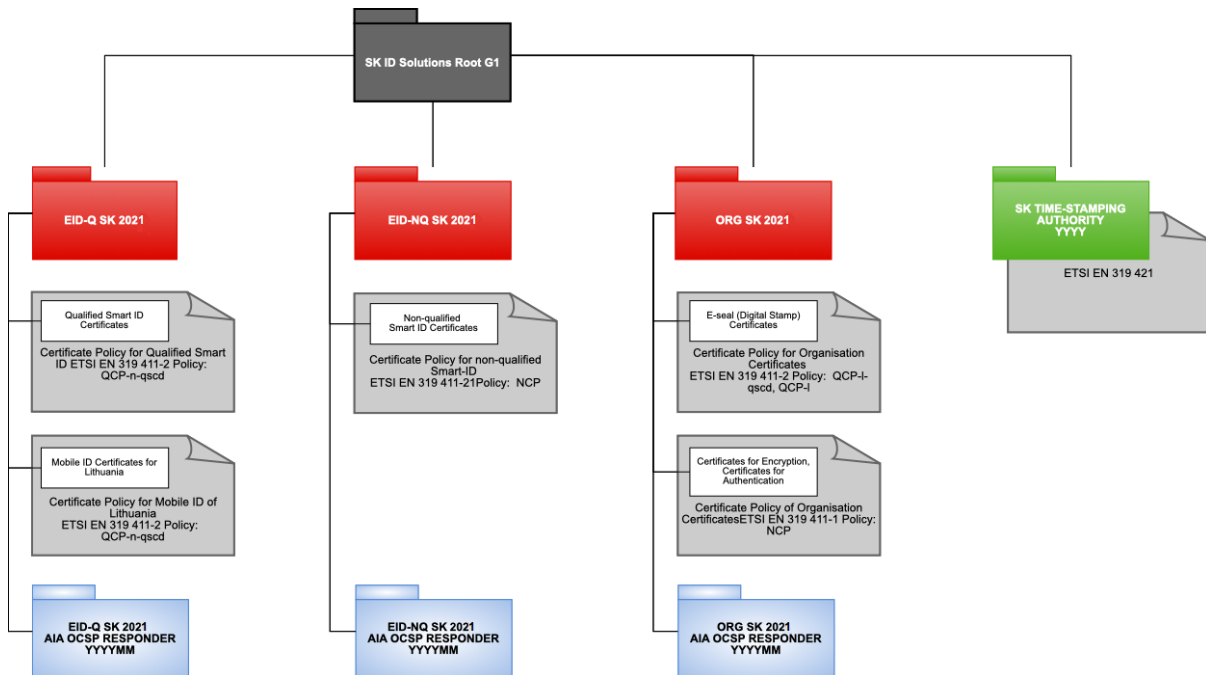 SK ID Solutions Root G1
EID-Q SK 2021
EID-NQ SK 2021
ORG SK 2021
SK TIME-STAMPING
AUTHORITY
YYYY
ETSI EN 319 421
Qualified Smart ID
Certificates
Certificate Policy for Qualified Smart
ID ETSI EN 319 411-2 Policy:
QCP-n-qscd
Non-qualified
Smart ID Certificates
Certificate Policy for non-qualified
Smart-ID
ETSI EN 319 411-21Policy: NCP
E-seal (Digital Stamp)
Certificates
Certificate Policy for Organisation
Certificates
ETSI EN 319 411-2 Policy: QCP-l-
qscd, QCP-l
Mobile ID Certificates for
Lithuania
Certificate Policy for Mobile ID of
Lithuania
ETSI EN 319 411-2 Policy:
QCP-n-qscd
Certificates for Encryption,
Certificates for
Authentication
Certificate Policy of Organisation
CertificatesETSI EN 319 411-1 Policy:
NCP
EID-Q SK 2021
AIA OCSP RESPONDER
YYYYMM
EID-NQ SK 2021
AIA OCSP RESPONDER
YYYYMM
ORG SK 2021
AIA OCSP RESPONDER
YYYYMM